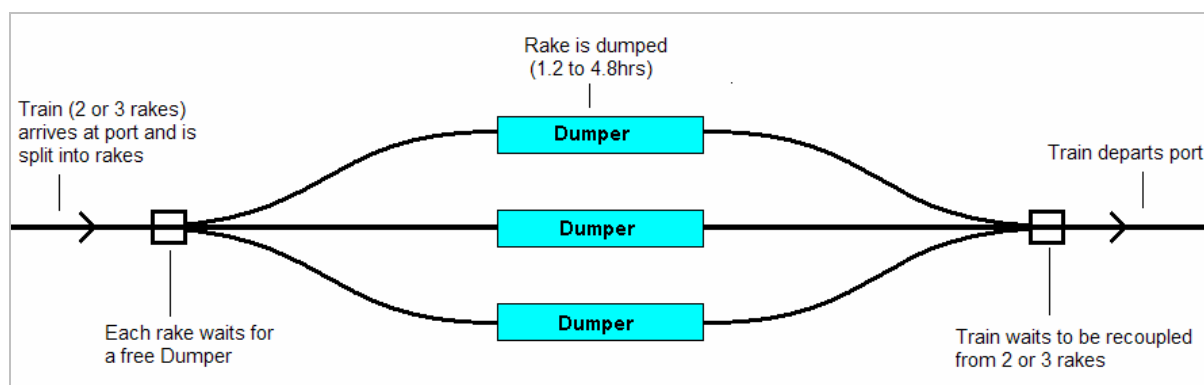 Rake is dumped
(1.2 to 4.8hrs)
Train (2 or 3 rakes)
arrives at port and is
split into rakes
Dumper
Train departs port
Dumper
Dumper
Each rake waits for
a free Dumper
Train waits to be recoupled
from 2 or 3 rakes